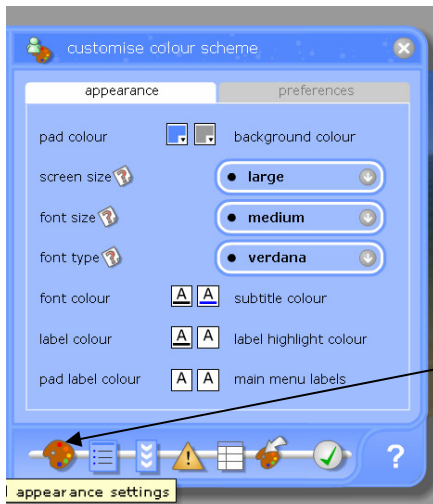 customise colour scheme
appearance preferences
pad colour background colour
screen size ? large
font size ? medium
font type ? verdana
font colour A A subtitle colour
label colour A A label highlight colour
pad label colour A A main menu labels
! ?
appearance settings